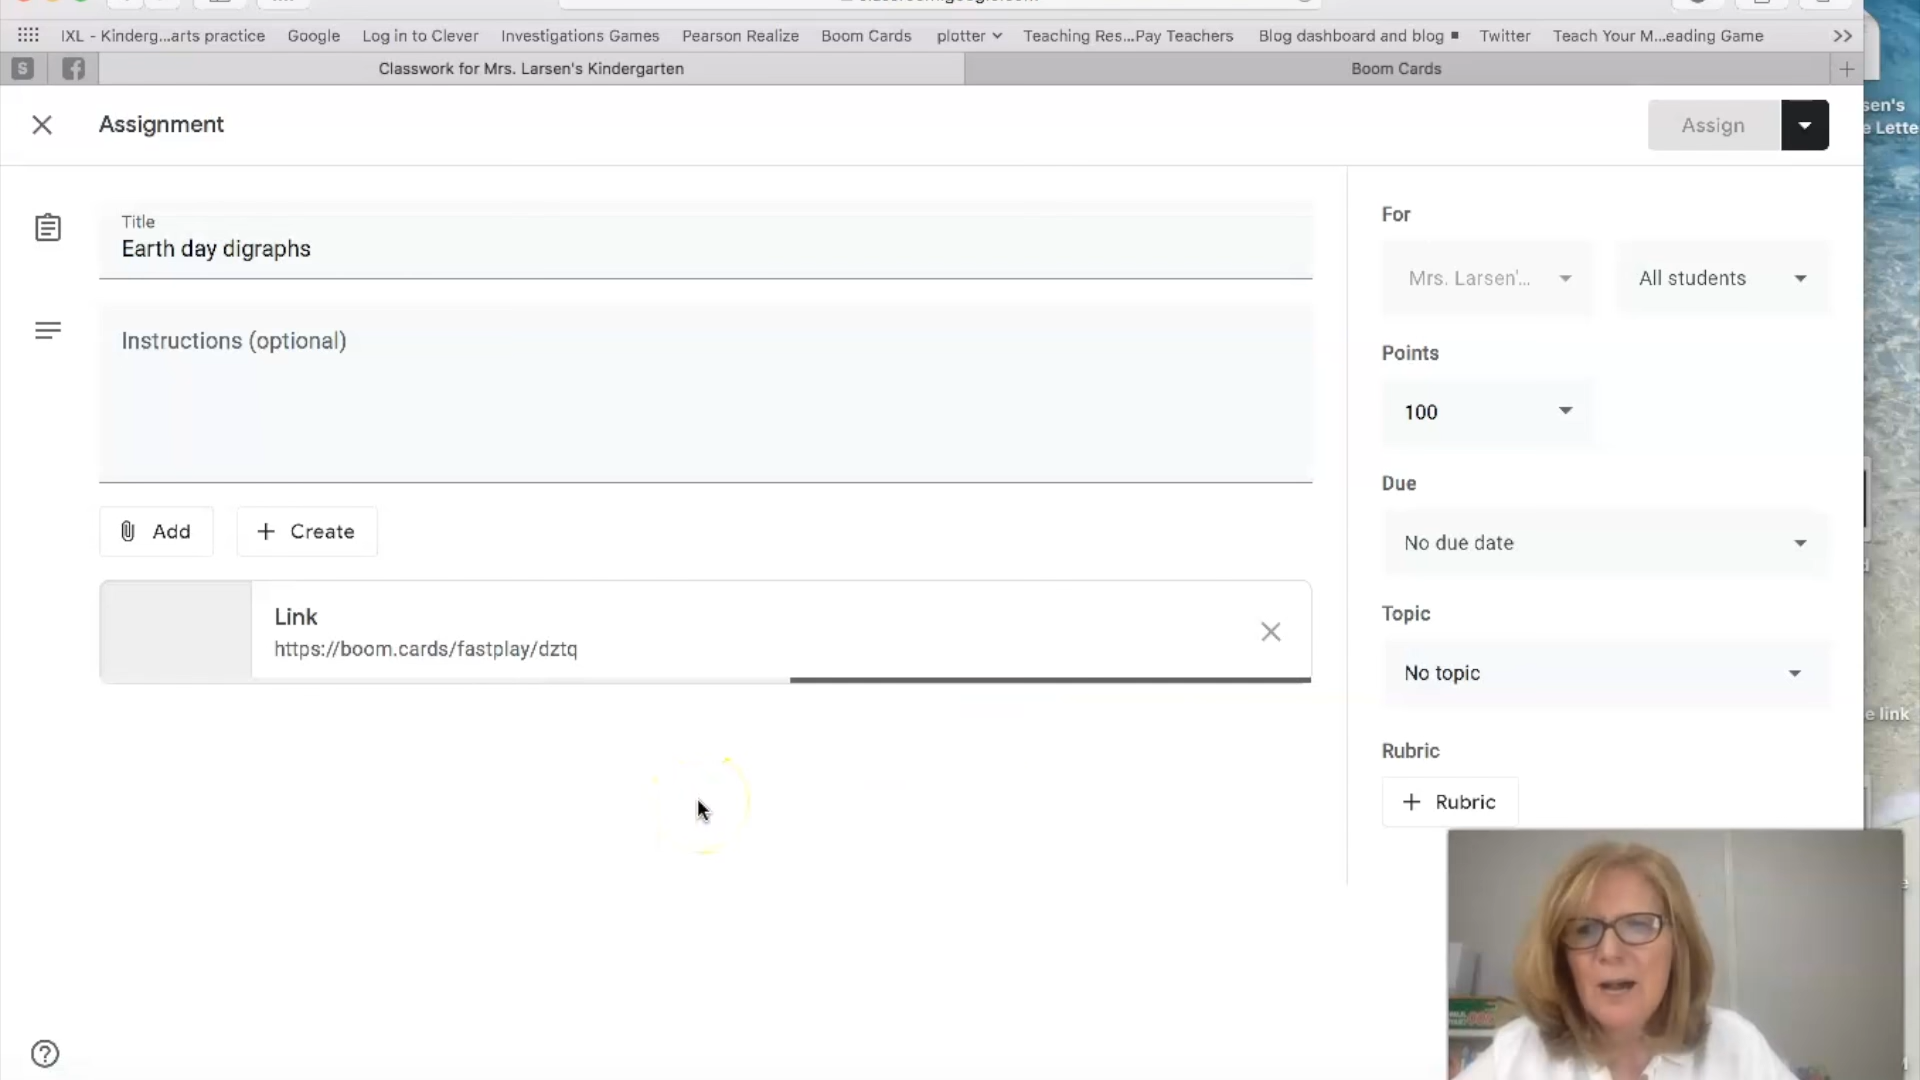 IXL - Kinderg...arts practice Google Log in to Clever Investigations Games Pearson Realize Boom Cards plotter Teaching Res...Pay Teachers Blog dashboard and blog Twitter Teach Your M...eading Game >>
S f Classwork for Mrs. Larsen's Kindergarten Boom Cards +
Assignment
Assign
sen's
e Lette
Title
Earth day digraphs
Instructions (optional)
Add
+ Create
Link
https://boom.cards/fastplay/dztq
For
Mrs. Larsen'...
All students
Points
100
Due
No due date
Topic
No topic
e link
Rubric
+ Rubric